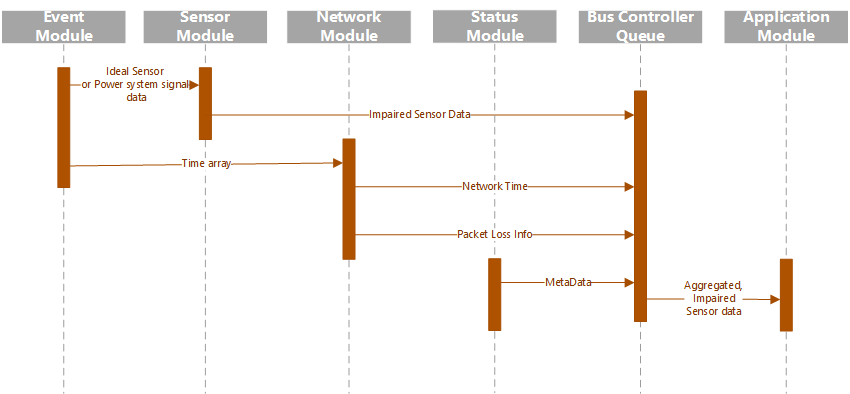 Event
Module
Sensor
Module
Network
Module
Status
Module
Bus Controller
Queue
Application
Module
Ideal Sensor
or Power system signal
data
Impaired Sensor Data
Time array
Network Time
Packet Loss Info
MetaData
Aggregated,
Impaired
Sensor data